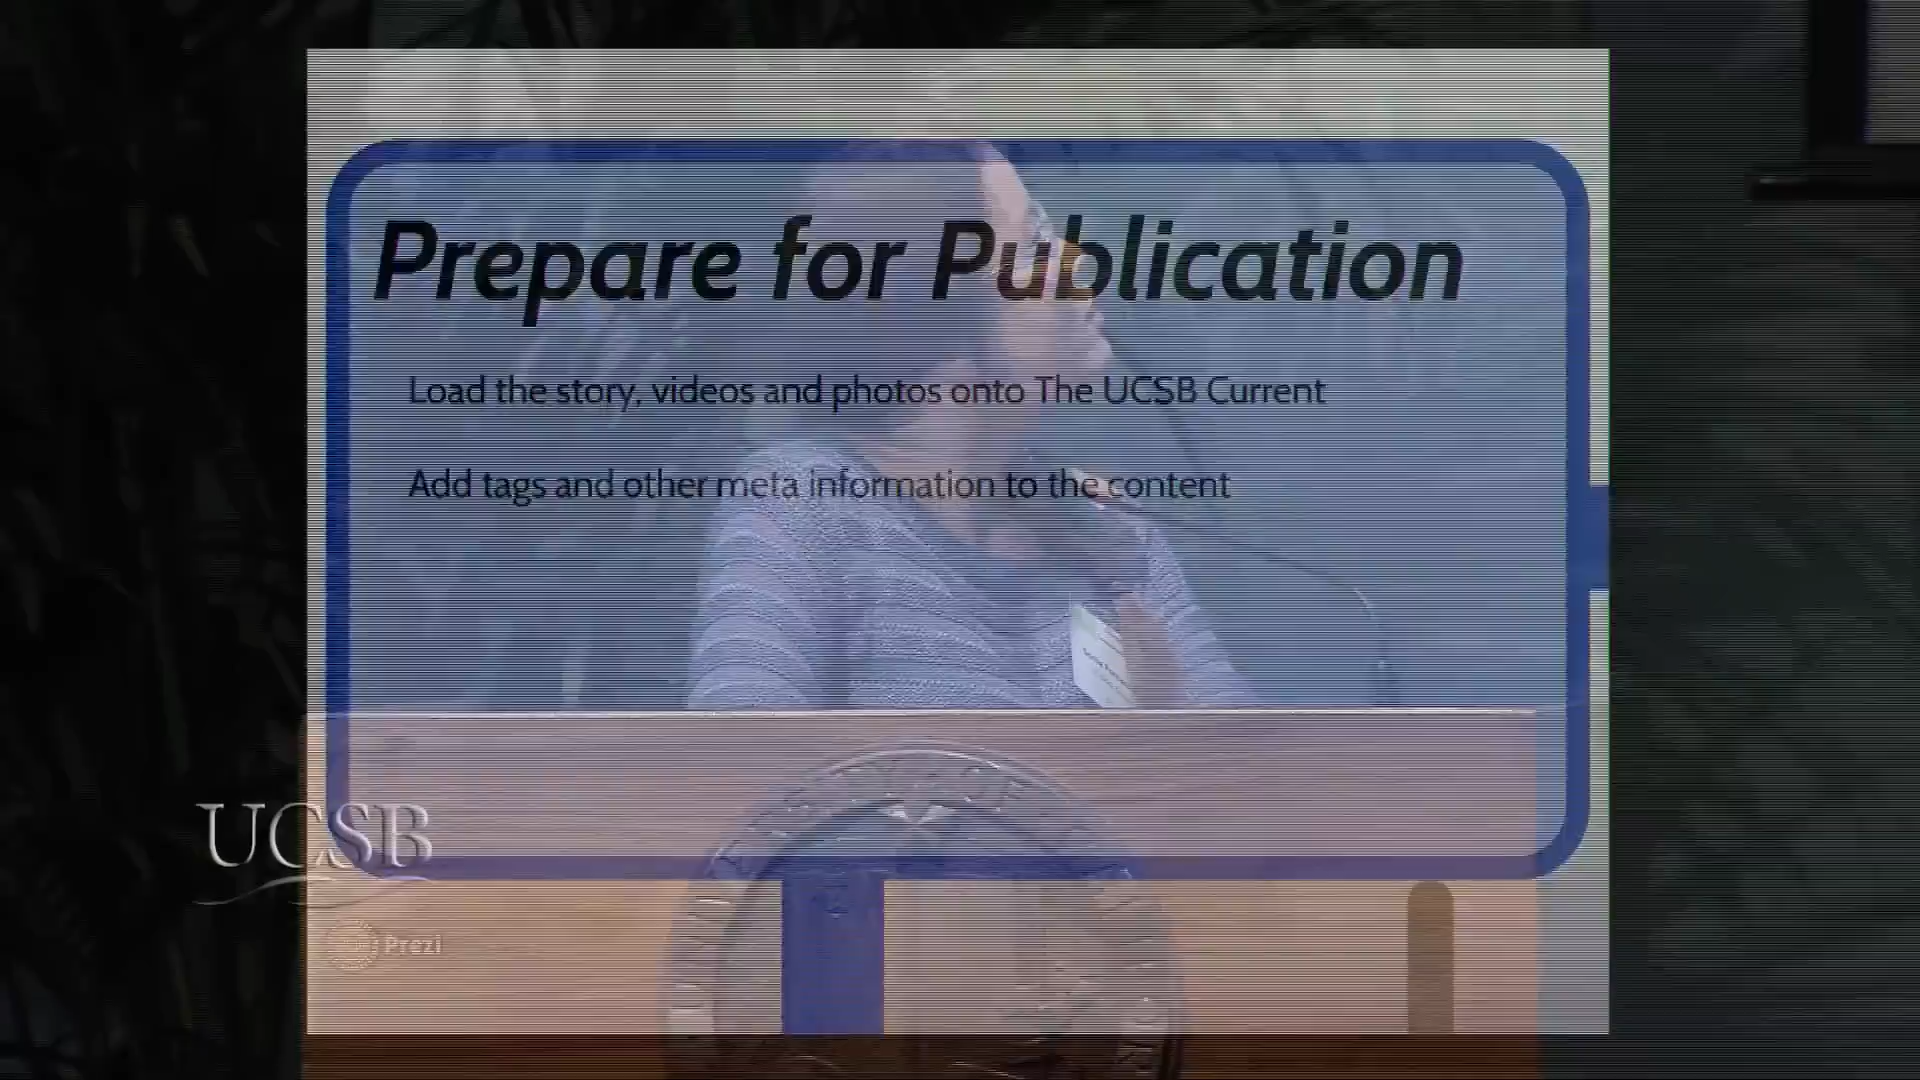 Prepare for Publication
Load the story, videos and photos onto The UCSB Current
Add tags and other meta information to the content
UCSB
Prezi